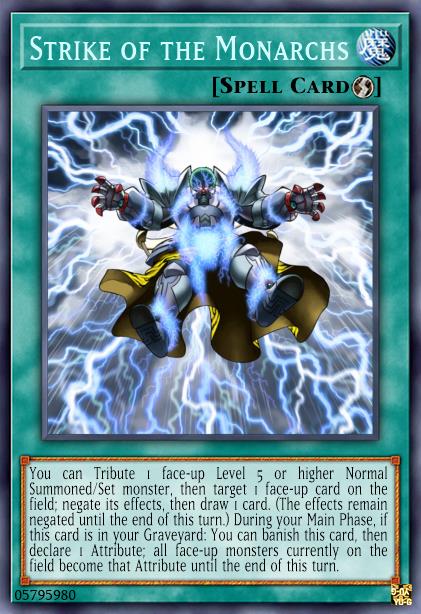 STRIKE OF THE MONARCHS
魔
[SPELL CARD]
You can Tribute 1 face-up Level 5 or higher Normal
Summoned/Set monster, then target 1 face-up card on the
field; negate its effects, then draw 1 card. (The effects remain
negated until the end of this turn.) During your Main Phase, if
this card is in your Graveyard: You can banish this card, then
declare 1 Attribute; all face-up monsters currently on the
field become that Attribute until the end of this turn.
05795980